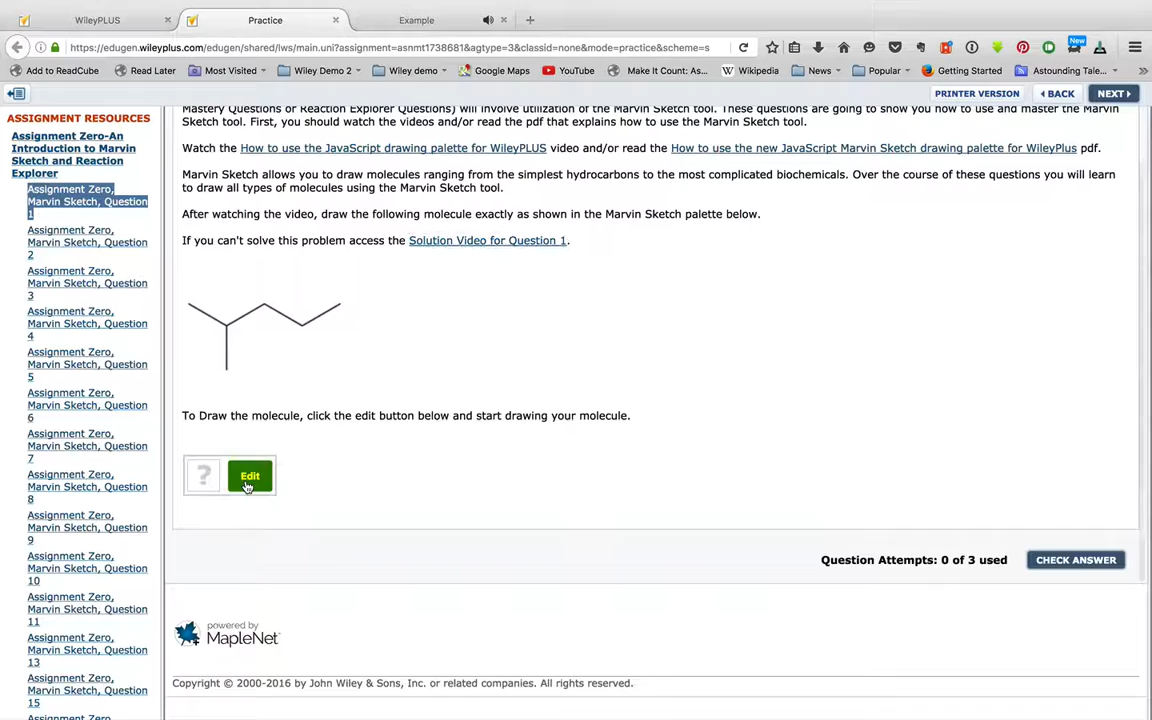 WileyPLUS
Practice
Example
https://edugen.wileyplus.com/edugen/shared/lws/main.uni?assignment=asnmt1738681&agtype=3&classid=none&mode=practice&scheme=s
New
Add to ReadCube
Read Later
Most Visited
Wiley Demo 2
Wiley demo
Google Maps
YouTube
Make It Count: As...
Wikipedia
News
Popular
Getting Started
Astounding Tale...
PRINTER VERSION
BACK
NEXT
ASSIGNMENT RESOURCES
Assignment Zero-An
Introduction to Marvin
Sketch and Reaction
Explorer
Assignment Zero,
Marvin Sketch, Question
1
Assignment Zero,
Marvin Sketch, Question
2
Assignment Zero,
Marvin Sketch, Question
3
Assignment Zero,
Marvin Sketch, Question
4
Assignment Zero,
Marvin Sketch, Question
5
Assignment Zero,
Marvin Sketch, Question
6
Assignment Zero,
Marvin Sketch, Question
7
Assignment Zero,
Marvin Sketch, Question
8
Assignment Zero,
Marvin Sketch, Question
9
Assignment Zero,
Marvin Sketch, Question
10
Assignment Zero,
Marvin Sketch, Question
11
Assignment Zero,
Marvin Sketch, Question
13
Assignment Zero,
Marvin Sketch, Question
15
Assignment Zero,
Mastery Questions or Reaction Explorer Questions) will involve utilization of the Marvin Sketch tool. These questions are going to show you how to use and master the Marvin
Sketch tool. First, you should watch the videos and/or read the pdf that explains how to use the Marvin Sketch tool.
Watch the How to use the JavaScript drawing palette for WileyPLUS video and/or read the How to use the new JavaScript Marvin Sketch drawing palette for WileyPlus pdf.
Marvin Sketch allows you to draw molecules ranging from the simplest hydrocarbons to the most complicated biochemicals. Over the course of these questions you will learn
to draw all types of molecules using the Marvin Sketch tool.
After watching the video, draw the following molecule exactly as shown in the Marvin Sketch palette below.
If you can't solve this problem access the Solution Video for Question 1.
To Draw the molecule, click the edit button below and start drawing your molecule.
? Edit
Question Attempts: 0 of 3 used
CHECK ANSWER
powered by
MapleNet
Copyright © 2000-2016 by John Wiley & Sons, Inc. or related companies. All rights reserved.